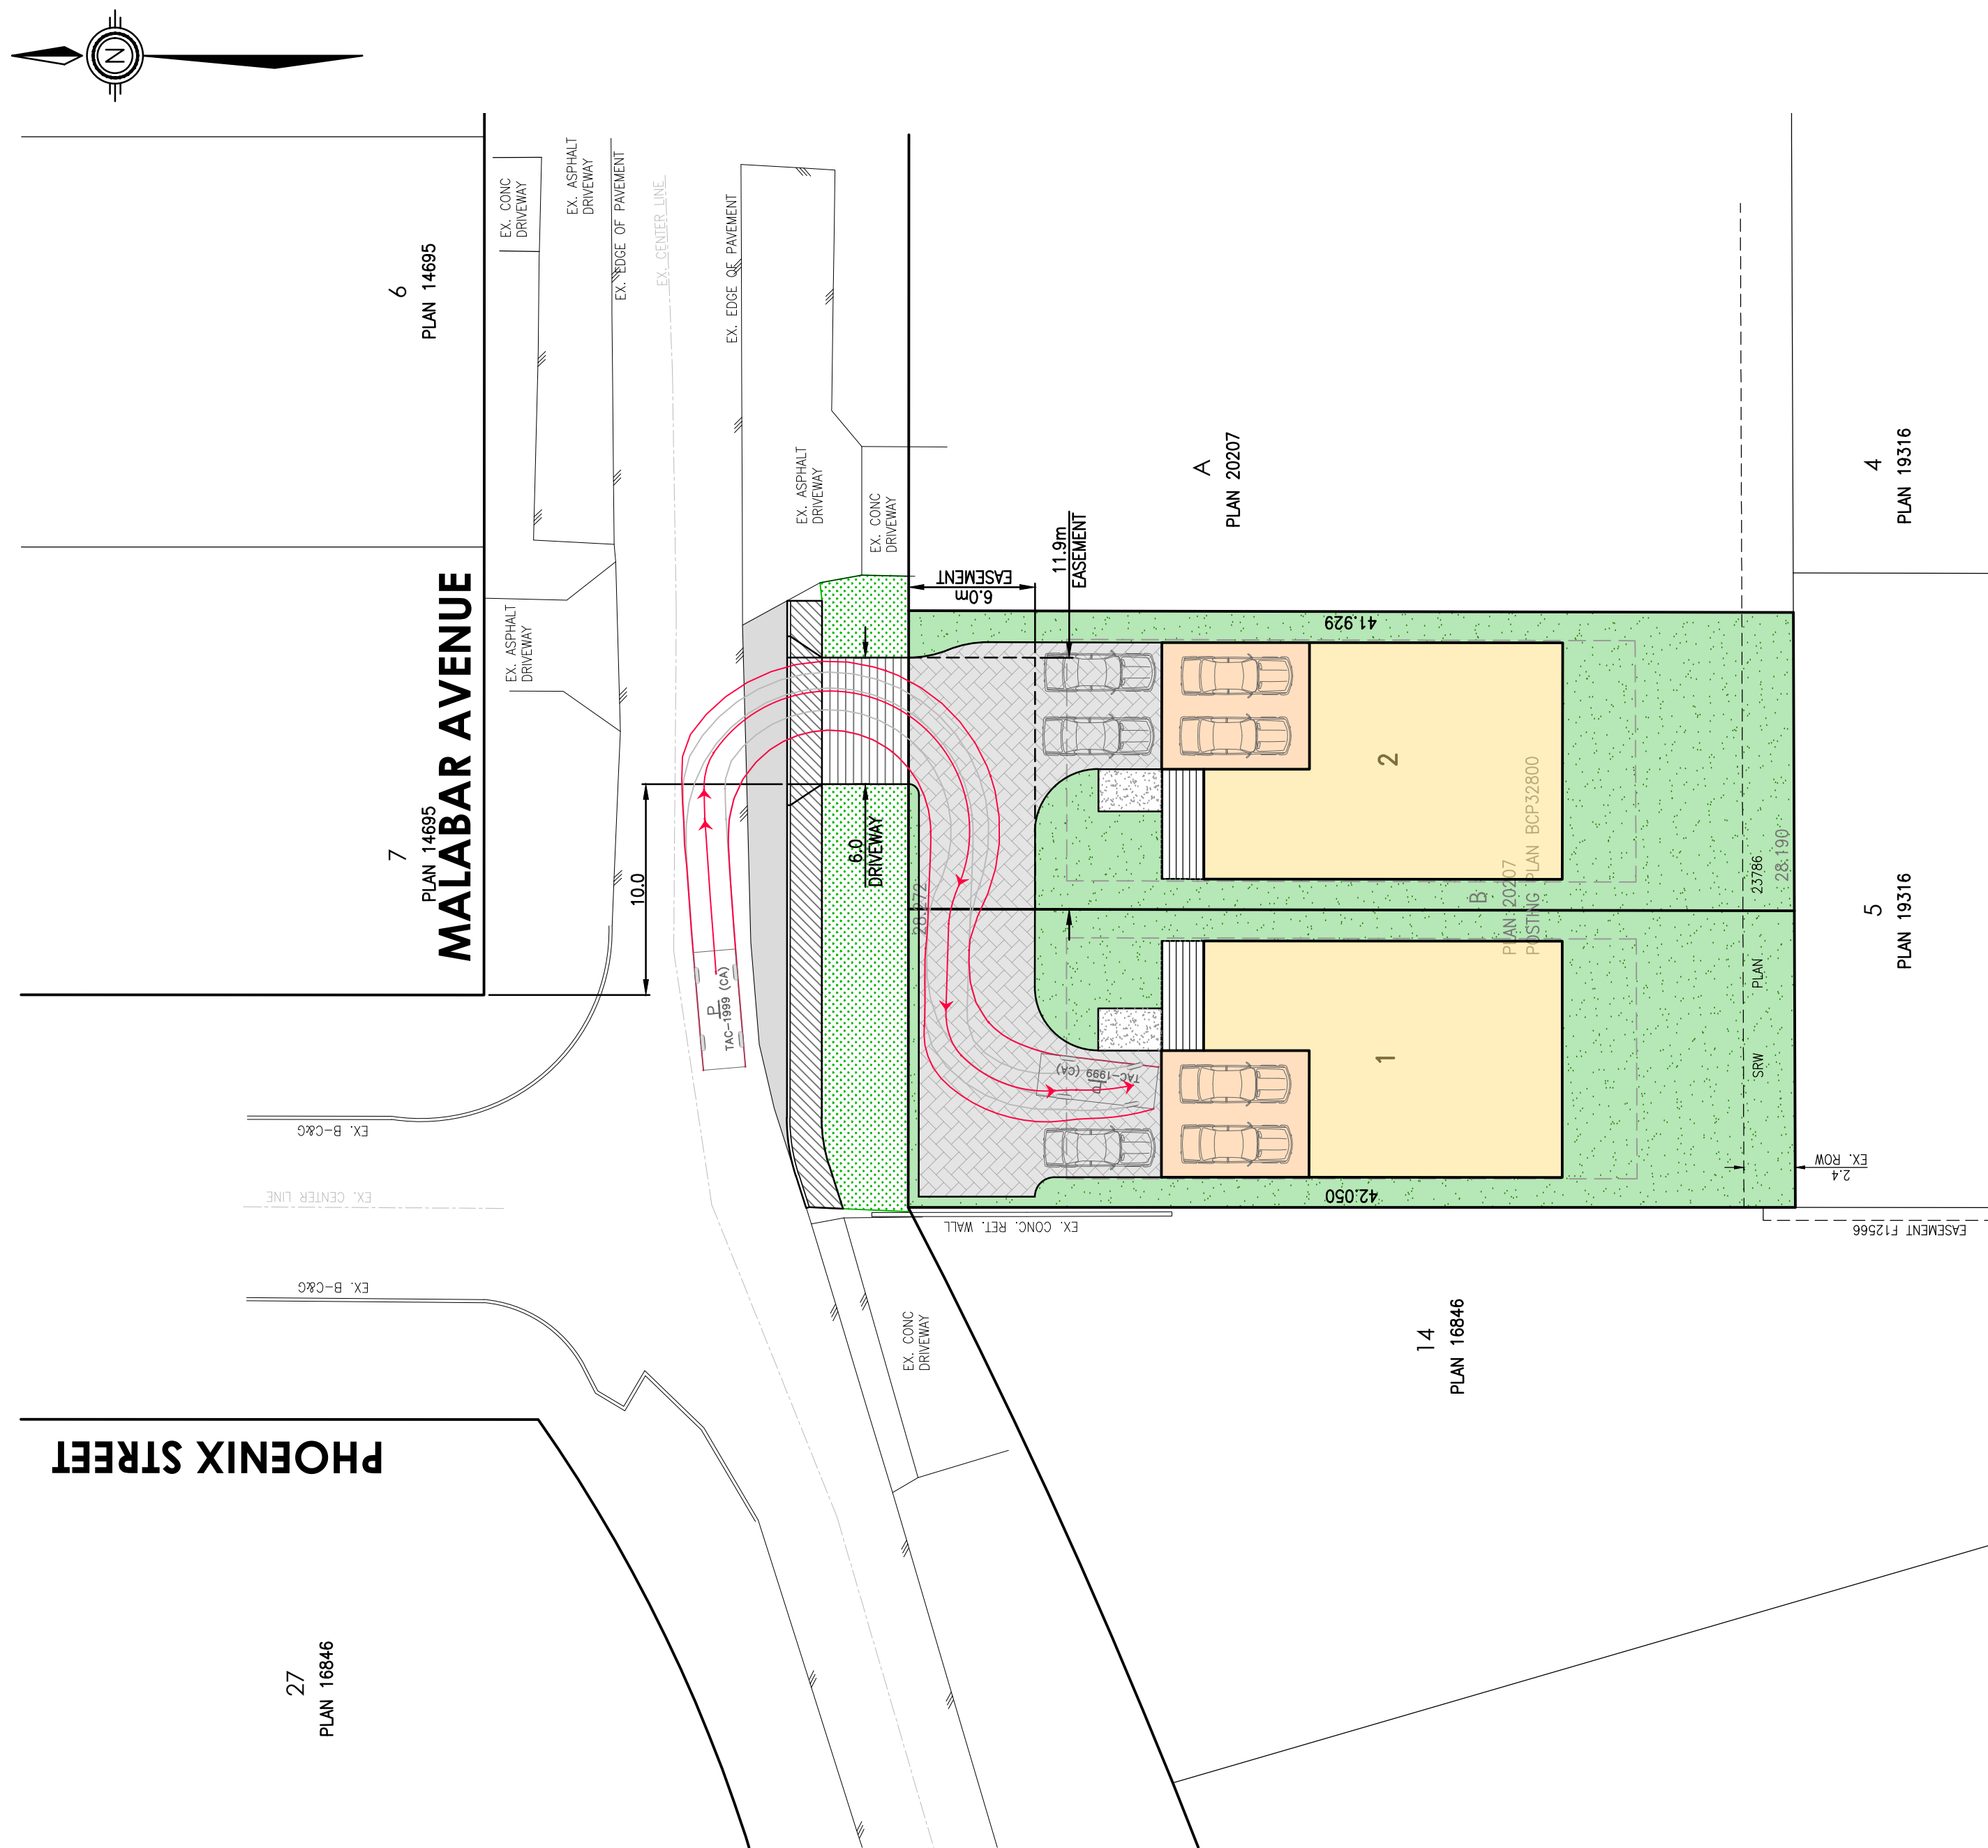 N
6
PLAN 14695
EX. CONC
DRIVEWAY
EX. ASPHALT
DRIVEWAY
EX. EDGE OF PAVEMENT
EX. CENTER LINE
EX. EDGE OF PAVEMENT
EX. ASPHALT
DRIVEWAY
EX. CONC
DRIVEWAY
A
PLAN 20207
4
PLAN 19316
7
PLAN 14695
MALABAR AVENUE
EX. ASPHALT
DRIVEWAY
10.0
6.0
DRIVEWAY
6.0m
EASEMENT
11.9m
EASEMENT
41.929
28.272
P
TAC-1999 (CA)
P
TAC-1999 (CA)
2
1
B
PLAN 20207
POSTING PLAN BCP32800
28.190
SRW
PLAN
23786
5
PLAN 19316
42.050
2.4
EX. ROW
EASEMENT F12566
EX. CONC. RET. WALL
EX. B-C&G
EX. CENTER LINE
EX. B-C&G
EX. CONC
DRIVEWAY
14
PLAN 16846
PHOENIX STREET
27
PLAN 16846